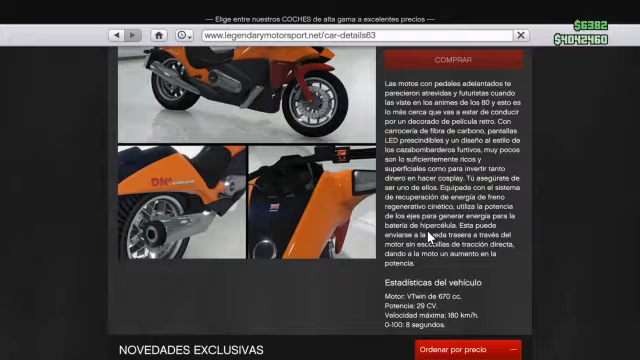 --- Elige entre nuestros COCHES de alta gama a excelentes precios ---
$6382
$4042460
www.legendarymotorsport.net/car-details63
COMPRAR
Las motos con pedales adelantados te
parecieron atrevidas y futuristas cuando
las viste en los animes de los 80 y esto es
lo más cerca que vas a estar de conducir
por un decorado de película retro. Con
carrocería de fibra de carbono, pantallas
LED prescindibles y un diseño al estilo de
los cazabombarderos furtivos, muy pocos
son lo suficientemente ricos y
superficiales como para invertir tanto
dinero en hacer cosplay. Tú asegúrate de
ser uno de ellos. Equipada con el sistema
de recuperación de energía de freno
regenerativo cinético, utiliza la potencia
de los ejes para generar energía para la
batería de hipercélula. Esta puede
enviarse a la rueda trasera a través del
motor sin escobillas de tracción directa,
dando a la moto un aumento en la
potencia.
Estadísticas del vehículo
Motor: VTwin de 670 cc.
Potencia: 29 CV.
Velocidad máxima: 180 km/h.
0-100: 8 segundos.
NOVEDADES EXCLUSIVAS
Ordenar por precio